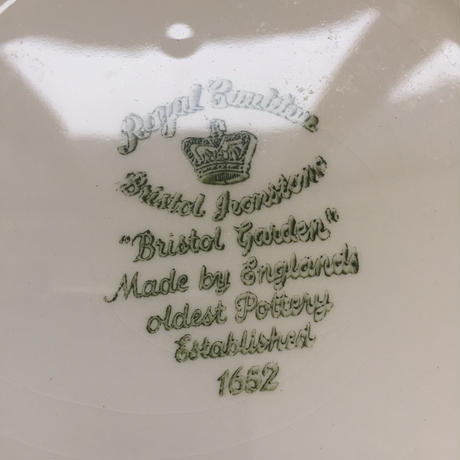 Royal Cauldon
Bristol Ironstone
"Bristol Garden"
Made by Englands
oldest Pottery
Established
1652